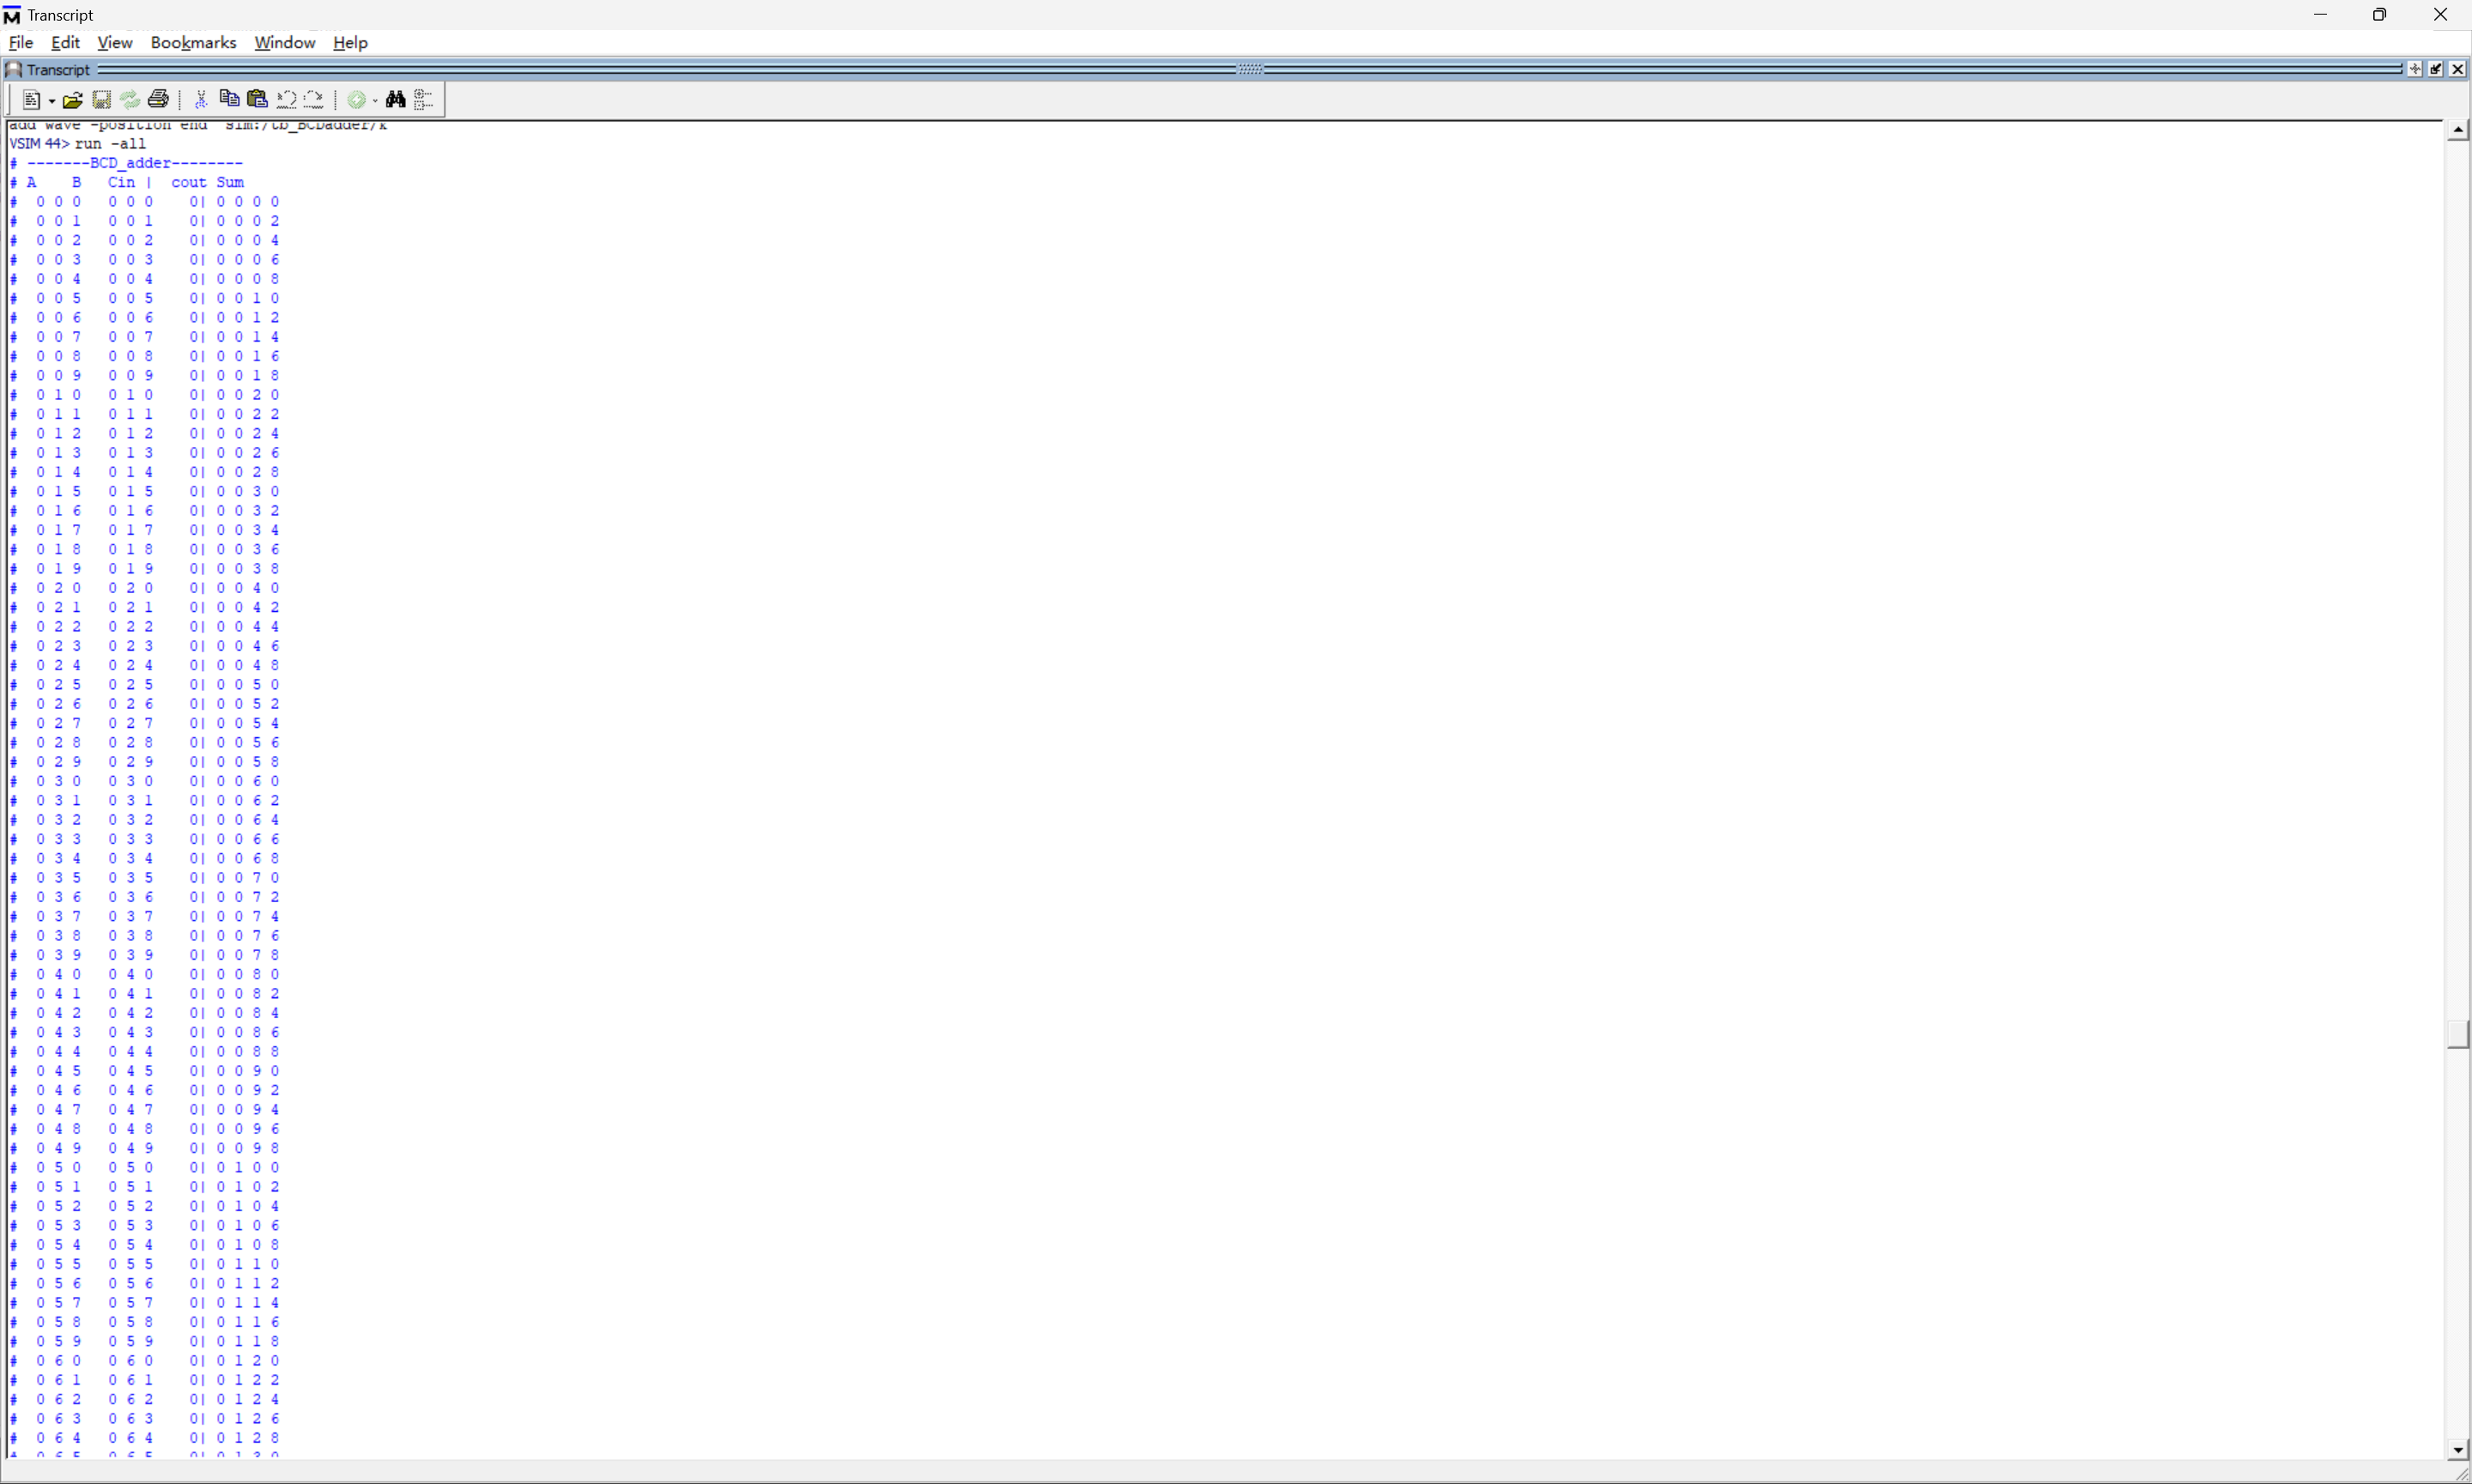 Transcript
File Edit View Bookmarks Window Help
Transcript
add wave -position end sim:/tb_BCDadder/k
VSIM 44> run -all
# -------BCD_adder--------
# A    B   Cin |  cout Sum
#  0 0 0   0 0 0    0| 0 0 0 0
#  0 0 1   0 0 1    0| 0 0 0 2
#  0 0 2   0 0 2    0| 0 0 0 4
#  0 0 3   0 0 3    0| 0 0 0 6
#  0 0 4   0 0 4    0| 0 0 0 8
#  0 0 5   0 0 5    0| 0 0 1 0
#  0 0 6   0 0 6    0| 0 0 1 2
#  0 0 7   0 0 7    0| 0 0 1 4
#  0 0 8   0 0 8    0| 0 0 1 6
#  0 0 9   0 0 9    0| 0 0 1 8
#  0 1 0   0 1 0    0| 0 0 2 0
#  0 1 1   0 1 1    0| 0 0 2 2
#  0 1 2   0 1 2    0| 0 0 2 4
#  0 1 3   0 1 3    0| 0 0 2 6
#  0 1 4   0 1 4    0| 0 0 2 8
#  0 1 5   0 1 5    0| 0 0 3 0
#  0 1 6   0 1 6    0| 0 0 3 2
#  0 1 7   0 1 7    0| 0 0 3 4
#  0 1 8   0 1 8    0| 0 0 3 6
#  0 1 9   0 1 9    0| 0 0 3 8
#  0 2 0   0 2 0    0| 0 0 4 0
#  0 2 1   0 2 1    0| 0 0 4 2
#  0 2 2   0 2 2    0| 0 0 4 4
#  0 2 3   0 2 3    0| 0 0 4 6
#  0 2 4   0 2 4    0| 0 0 4 8
#  0 2 5   0 2 5    0| 0 0 5 0
#  0 2 6   0 2 6    0| 0 0 5 2
#  0 2 7   0 2 7    0| 0 0 5 4
#  0 2 8   0 2 8    0| 0 0 5 6
#  0 2 9   0 2 9    0| 0 0 5 8
#  0 3 0   0 3 0    0| 0 0 6 0
#  0 3 1   0 3 1    0| 0 0 6 2
#  0 3 2   0 3 2    0| 0 0 6 4
#  0 3 3   0 3 3    0| 0 0 6 6
#  0 3 4   0 3 4    0| 0 0 6 8
#  0 3 5   0 3 5    0| 0 0 7 0
#  0 3 6   0 3 6    0| 0 0 7 2
#  0 3 7   0 3 7    0| 0 0 7 4
#  0 3 8   0 3 8    0| 0 0 7 6
#  0 3 9   0 3 9    0| 0 0 7 8
#  0 4 0   0 4 0    0| 0 0 8 0
#  0 4 1   0 4 1    0| 0 0 8 2
#  0 4 2   0 4 2    0| 0 0 8 4
#  0 4 3   0 4 3    0| 0 0 8 6
#  0 4 4   0 4 4    0| 0 0 8 8
#  0 4 5   0 4 5    0| 0 0 9 0
#  0 4 6   0 4 6    0| 0 0 9 2
#  0 4 7   0 4 7    0| 0 0 9 4
#  0 4 8   0 4 8    0| 0 0 9 6
#  0 4 9   0 4 9    0| 0 0 9 8
#  0 5 0   0 5 0    0| 0 1 0 0
#  0 5 1   0 5 1    0| 0 1 0 2
#  0 5 2   0 5 2    0| 0 1 0 4
#  0 5 3   0 5 3    0| 0 1 0 6
#  0 5 4   0 5 4    0| 0 1 0 8
#  0 5 5   0 5 5    0| 0 1 1 0
#  0 5 6   0 5 6    0| 0 1 1 2
#  0 5 7   0 5 7    0| 0 1 1 4
#  0 5 8   0 5 8    0| 0 1 1 6
#  0 5 9   0 5 9    0| 0 1 1 8
#  0 6 0   0 6 0    0| 0 1 2 0
#  0 6 1   0 6 1    0| 0 1 2 2
#  0 6 2   0 6 2    0| 0 1 2 4
#  0 6 3   0 6 3    0| 0 1 2 6
#  0 6 4   0 6 4    0| 0 1 2 8
#  0 6 5   0 6 5    0| 0 1 3 0